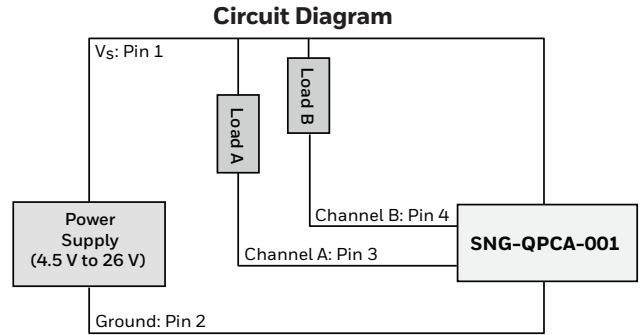 Circuit Diagram
VS: Pin 1
Load A
Load B
Power
Supply
(4.5 V to 26 V)
Channel B: Pin 4
Channel A: Pin 3
SNG-QPCA-001
Ground: Pin 2